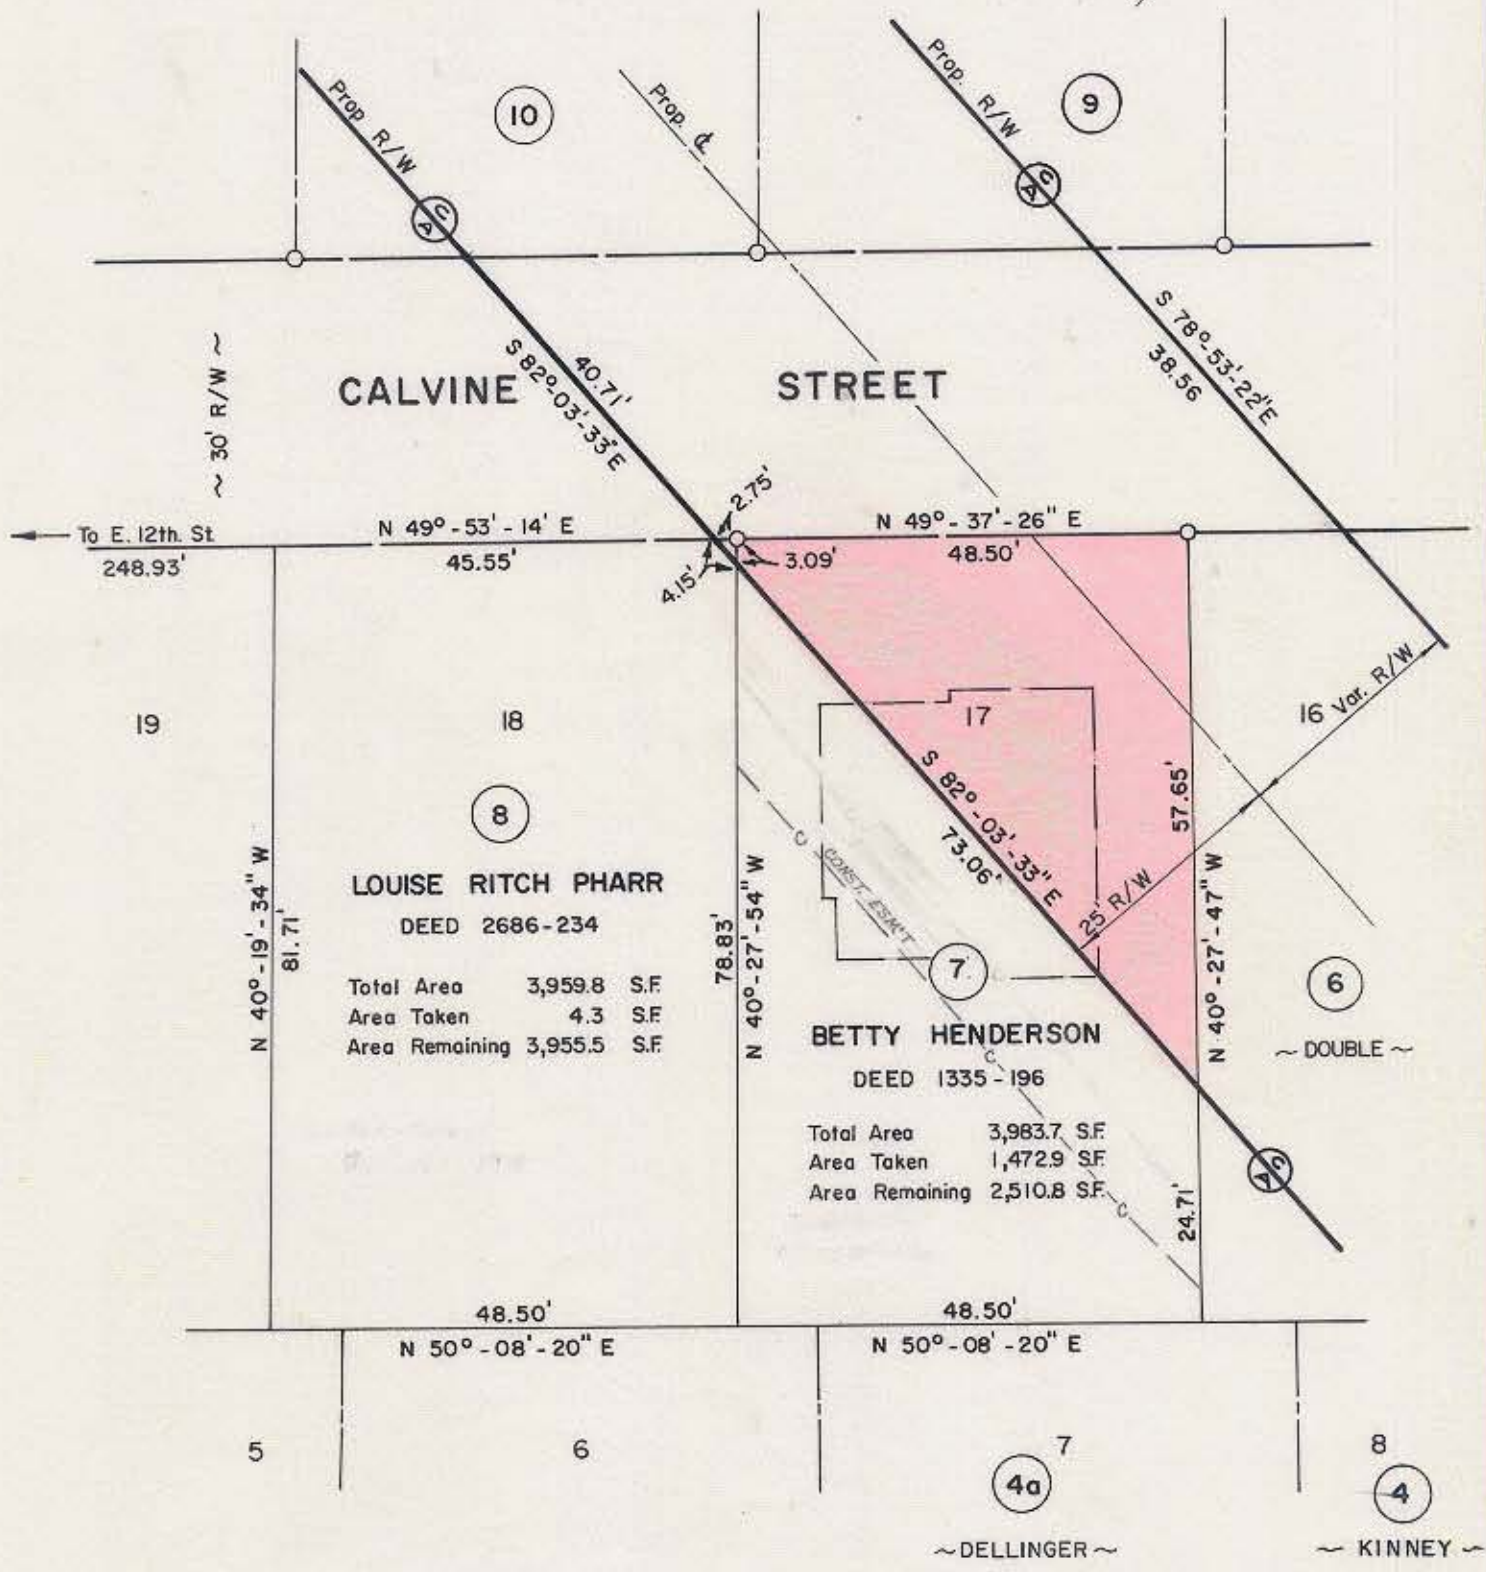 Prop. R/W
9
10
Prop. ℄
Prop R/W
C/A
C/A
S 78°-53'-22"E
38.56
~ 30' R/W ~
CALVINE STREET
40.71'
S 82°-03'-33"E
2.75'
To E. 12th. St.
N 49°-53'-14' E
N 49°-37'-26" E
248.93'
45.55'
48.50'
3.09'
4.15'
16 Var. R/W
19
18
17
57.65'
S 82°-03'-33" E
73.06'
8
CONST. ESM'T
C
25' R/W
LOUISE RITCH PHARR
DEED 2686-234
N 40°-19'-34" W
81.71'
78.83'
N 40°-27'-54" W
N 40°-27'-47" W
7
C
6
Total Area 3,959.8 S.F.
Area Taken 4.3 S.F.
Area Remaining 3,955.5 S.F.
BETTY HENDERSON
C
~ DOUBLE ~
DEED 1335-196
Total Area 3,983.7 S.F.
Area Taken 1,472.9 S.F.
Area Remaining 2,510.8 S.F.
C/A
C
24.71'
48.50'
48.50'
N 50°-08'-20" E
N 50°-08'-20" E
5
6
7
8
4a
4
~DELLINGER~
~ KINNEY ~